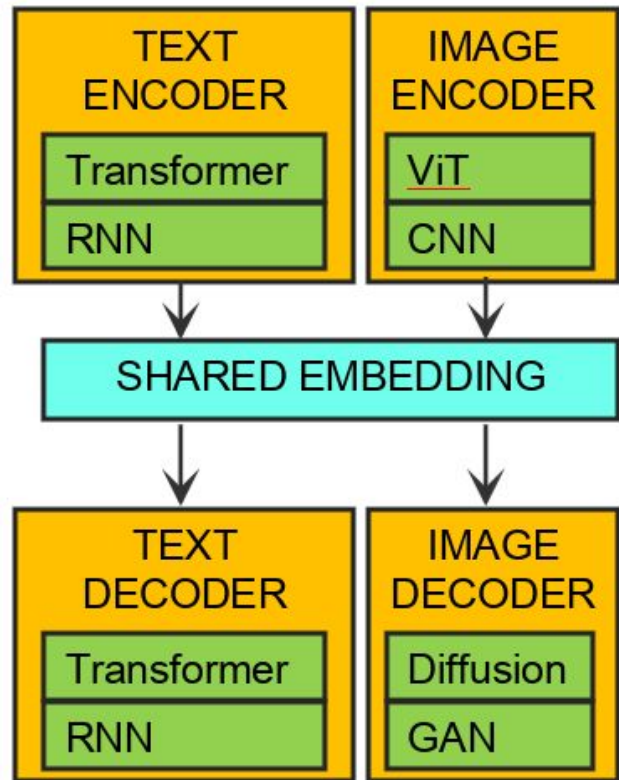 TEXT
ENCODER
Transformer
RNN
IMAGE
ENCODER
ViT
CNN
SHARED EMBEDDING
TEXT
DECODER
Transformer
RNN
IMAGE
DECODER
Diffusion
GAN